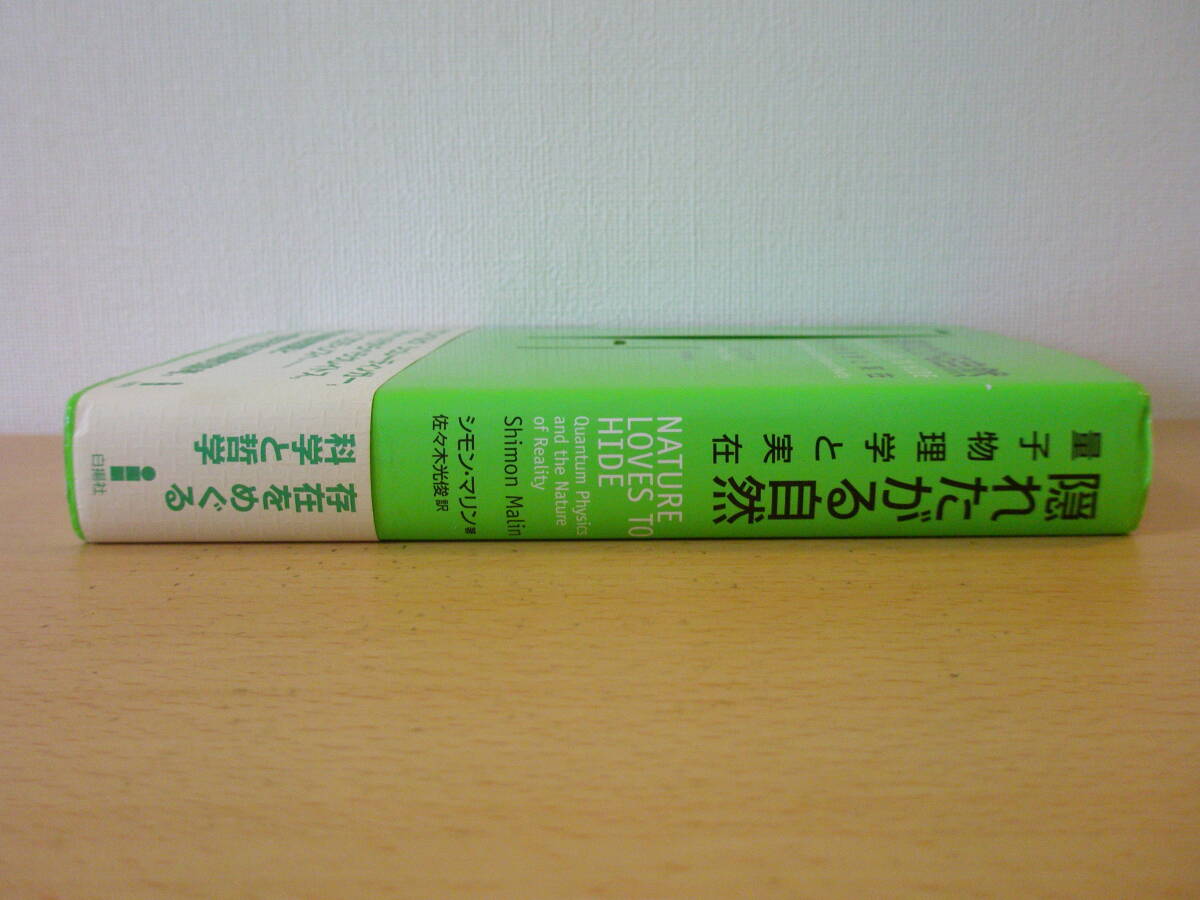 隠れたがる自然
量子物理学と実在
NATURE
LOVES TO
HIDE
Quantum Physics
and the Nature
of Reality
Shimon Malin
シモン・マリン 著
佐々木光俊 訳
存在をめぐる
科学と哲学
白揚社